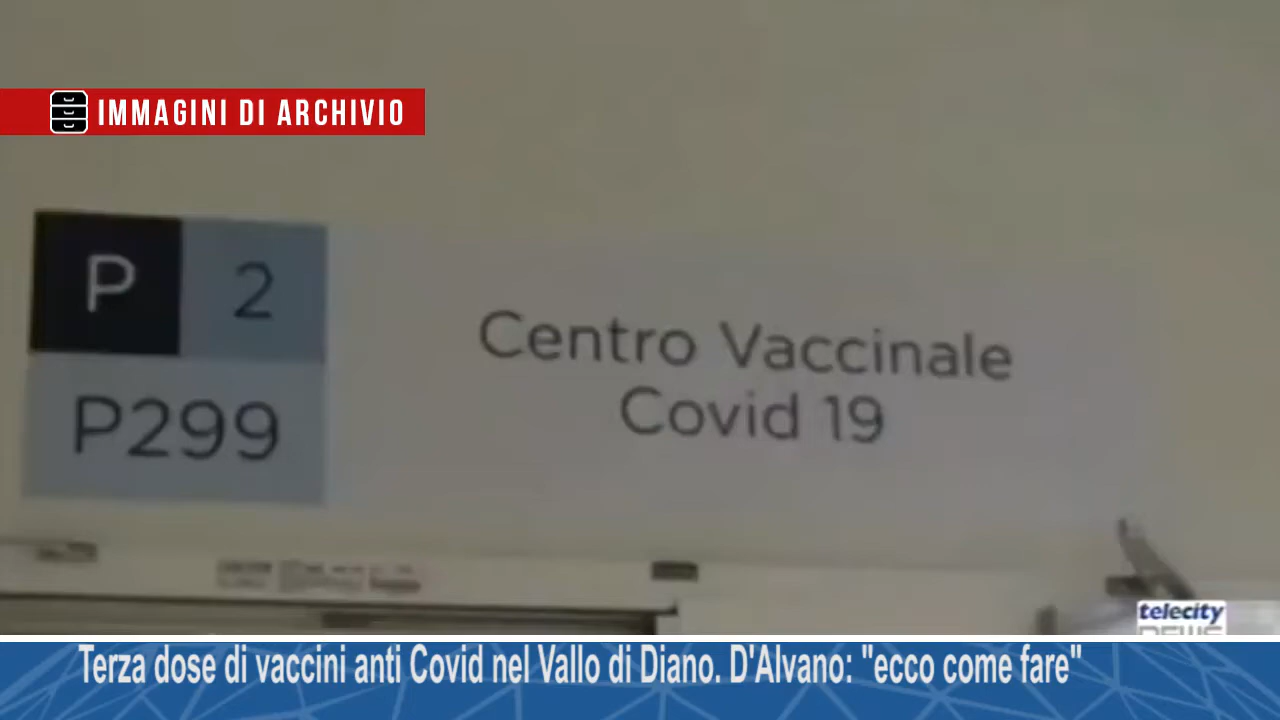 IMMAGINI DI ARCHIVIO
P 2
P299
Centro Vaccinale
Covid 19
telecity
NEWS
Terza dose di vaccini anti Covid nel Vallo di Diano. D'Alvano: "ecco come fare"